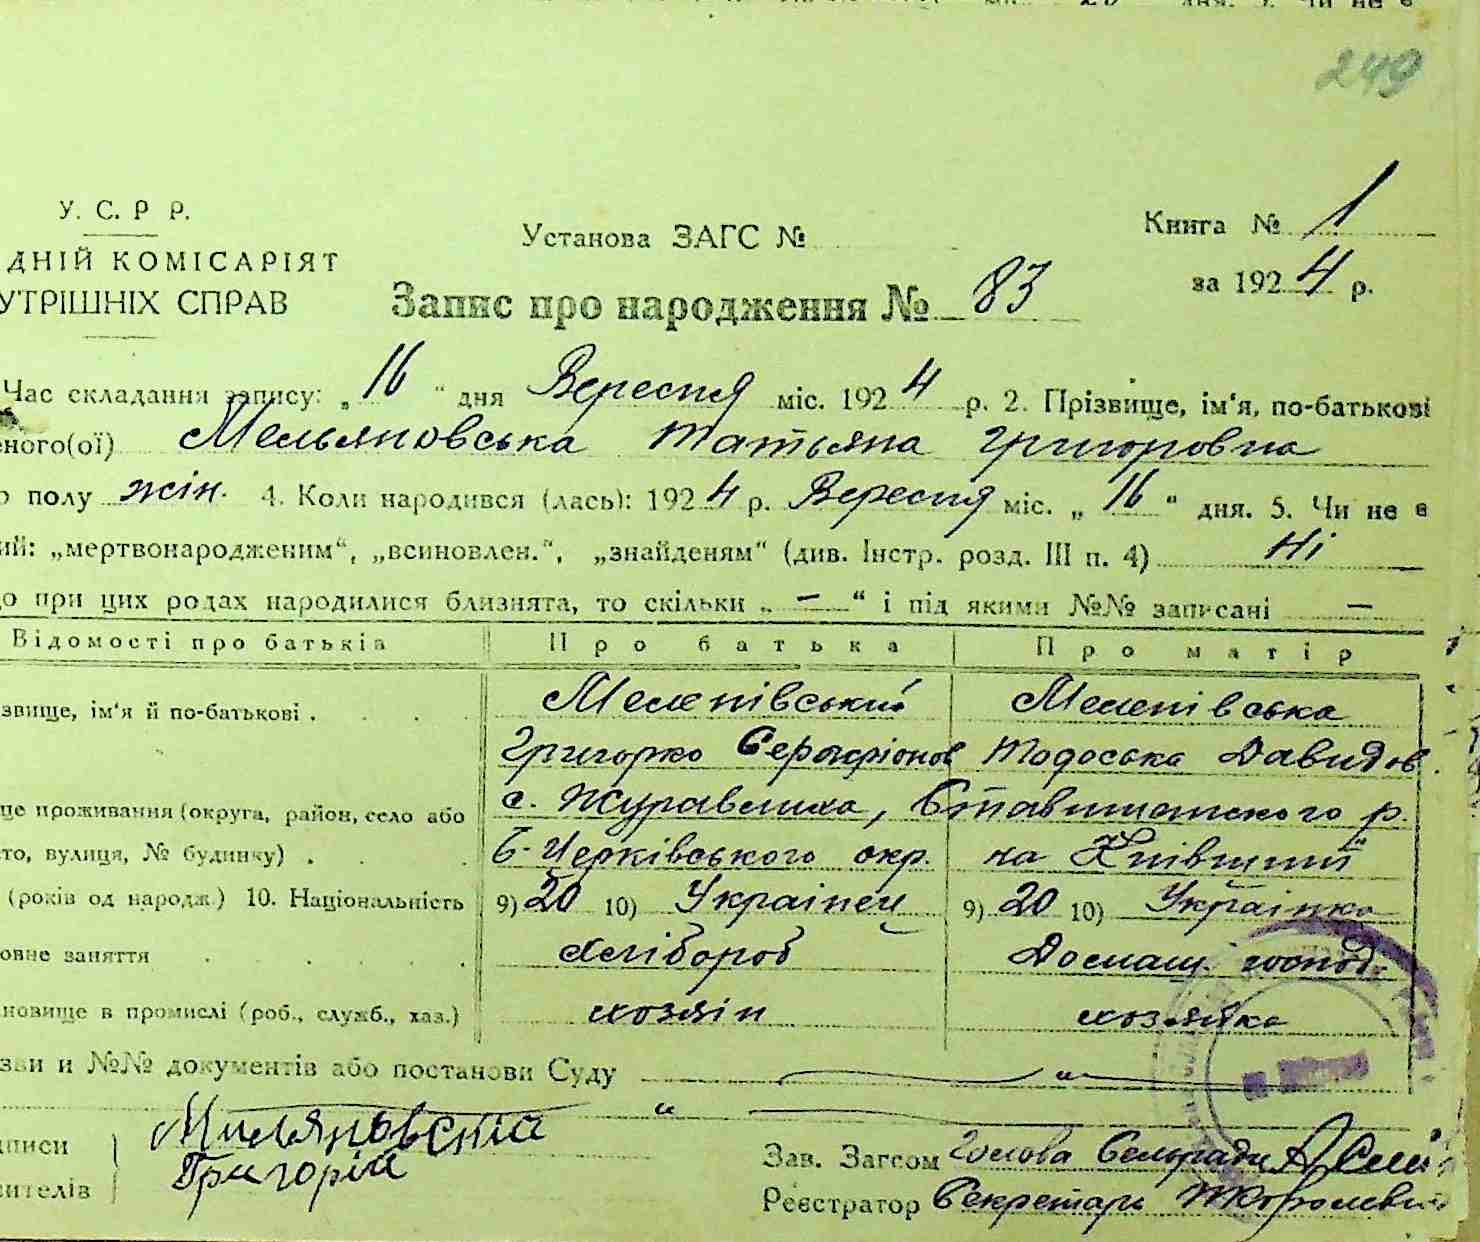 249
У. С. Р Р.
ДНІЙ КОМІСАРІЯТ
УТРІШНІХ СПРАВ
Установа ЗАГС №
Книга № 1
за 1924 р.
Запис про народження № 83
Час складання запису: „16“ дня Вересня міс. 1924 р. 2. Прізвище, ім‘я, по-батькові
еного(ої) Мельяновська Татьяна Григоровна
о полу жін. 4. Коли народився (лась): 1924 р. Вересня міс. „16“ дня. 5. Чи не є
ий: „мертвонародженим“, „всиновлен.“, „знайденям“ (див. Інстр. розд. III п. 4) Ні
що при цих родах народилися близнята, то скільки „—“ і під якими №№ записані —
Відомості про батьків Про батька Про матір
звище, ім‘я й по-батькові . Меленівський Меленівська
Григорко Серафіонов Тодоська Давидов.
це проживання (округа, район, село або с. Журавлиха, Ставищанського р.
то, вулиця, № будинку) . Б-Церківського окр. на Київщині
(років од народж.) 10. Національність 9) 20 10) Українец 9) 20 10) Українка
овне заняття Хлібороб Домаш. господ.
новище в промислі (роб., служб., хаз.) хозяін хозяйка
зви и №№ документів або постанови Суду — „ —
— „ —
писи Миляновскій
ителів Григорій
Зав. Загсом Голова Сельради
Реєстратор Секретарь